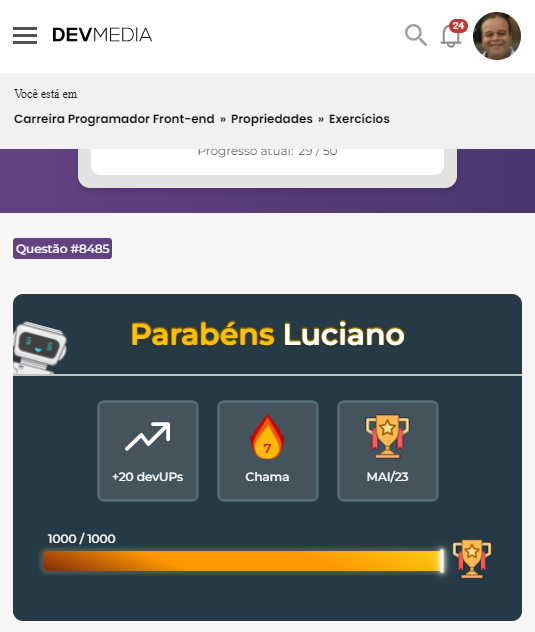 DEVMEDIA
24
Você está em
Carreira Programador Front-end » Propriedades » Exercícios
Progresso atual: 29 / 50
Questão #8485
Parabéns Luciano
7
+20 devUPs
Chama
MAI/23
1000 / 1000